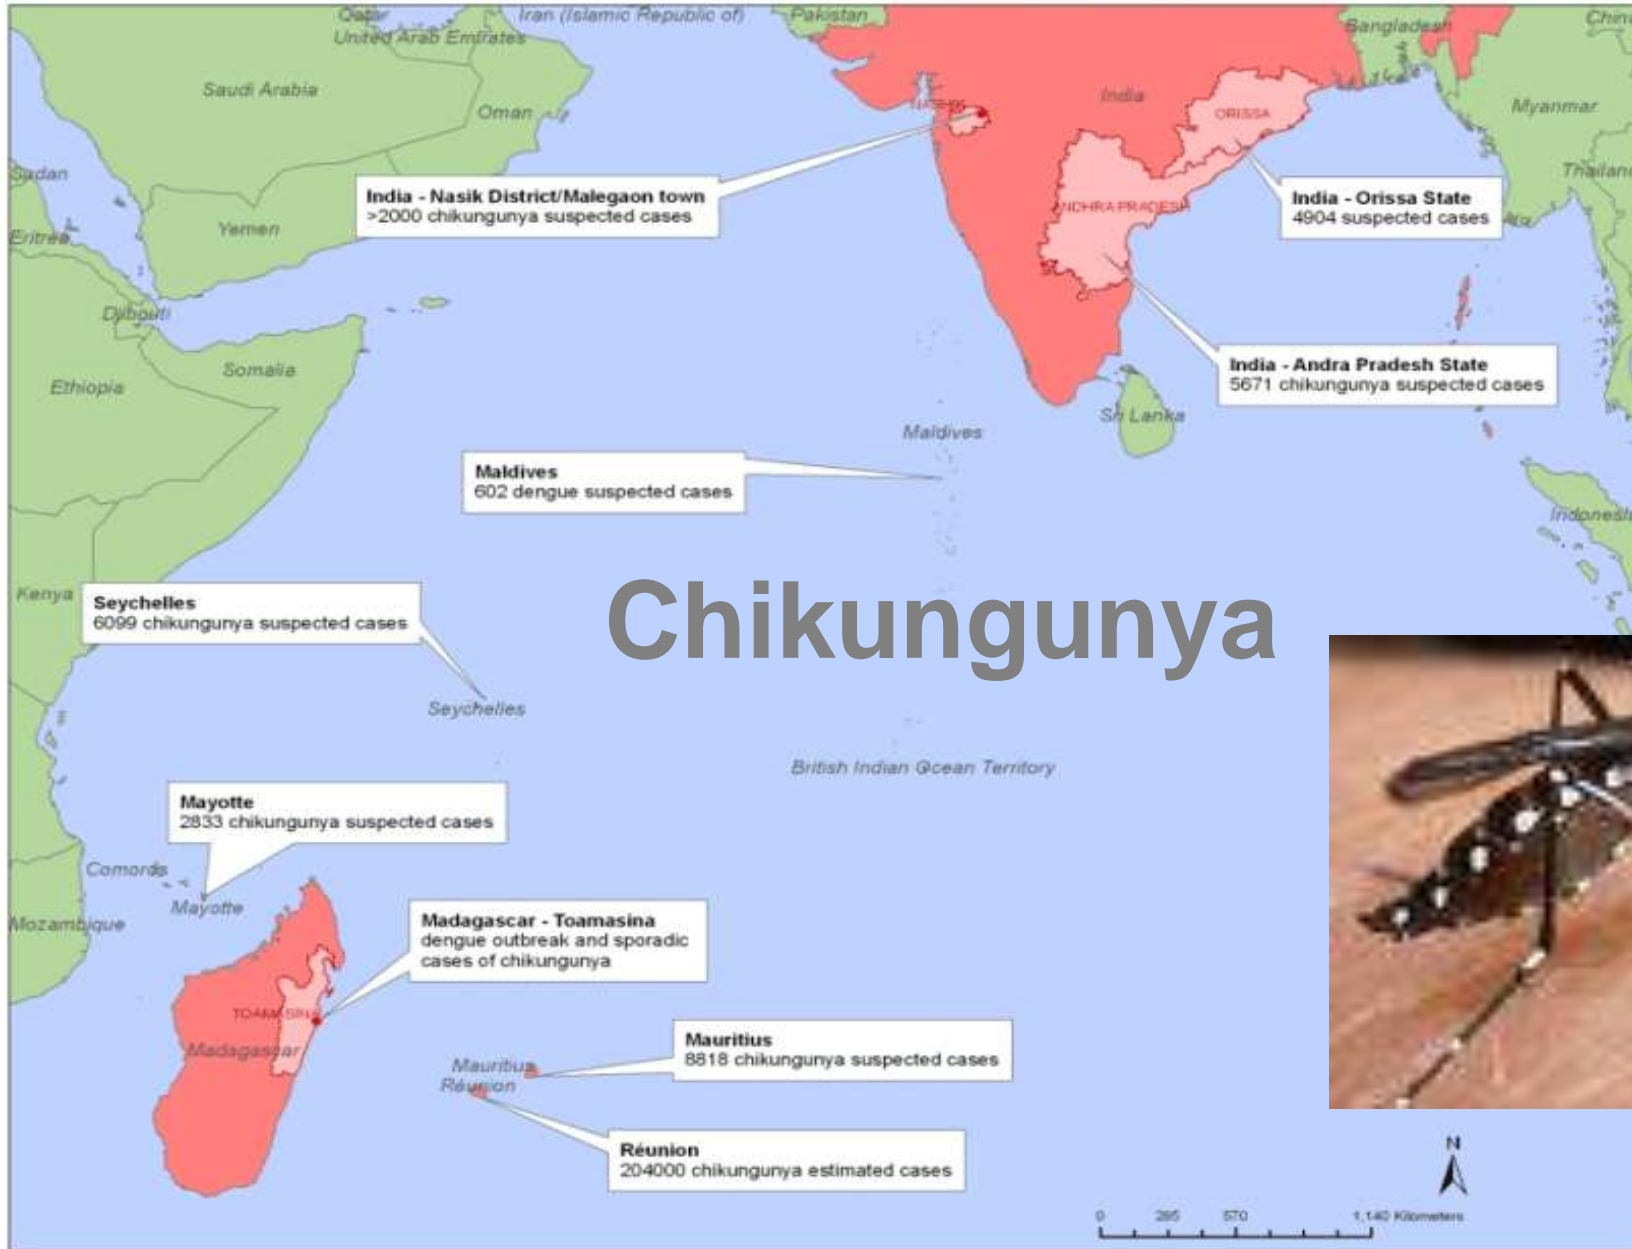 Qatar
Iran (Islamic Republic of)
Pakistan
United Arab Emirates
Bangladesh
Saudi Arabia
Oman
India
ORISSA
Myanmar
Sudan
Thailan
India - Nasik District/Malegaon town
>2000 chikungunya suspected cases
India - Orissa State
4904 suspected cases
Yemen
Eritrea
ANDHRA PRADESH
Djibouti
Somalia
Ethiopia
India - Andra Pradesh State
5671 chikungunya suspected cases
Sri Lanka
Maldives
Maldives
602 dengue suspected cases
Indonesi
Kenya
Seychelles
6099 chikungunya suspected cases
Chikungunya
Seychelles
British Indian Ocean Territory
Mayotte
2833 chikungunya suspected cases
Comoros
Mayotte
Mozambique
Madagascar - Toamasina
dengue outbreak and sporadic
cases of chikungunya
TOAMASINA
Madagascar
Mauritius
Réunion
Mauritius
8818 chikungunya suspected cases
Réunion
204000 chikungunya estimated cases
N
0 285 570 1,140 Kilometers